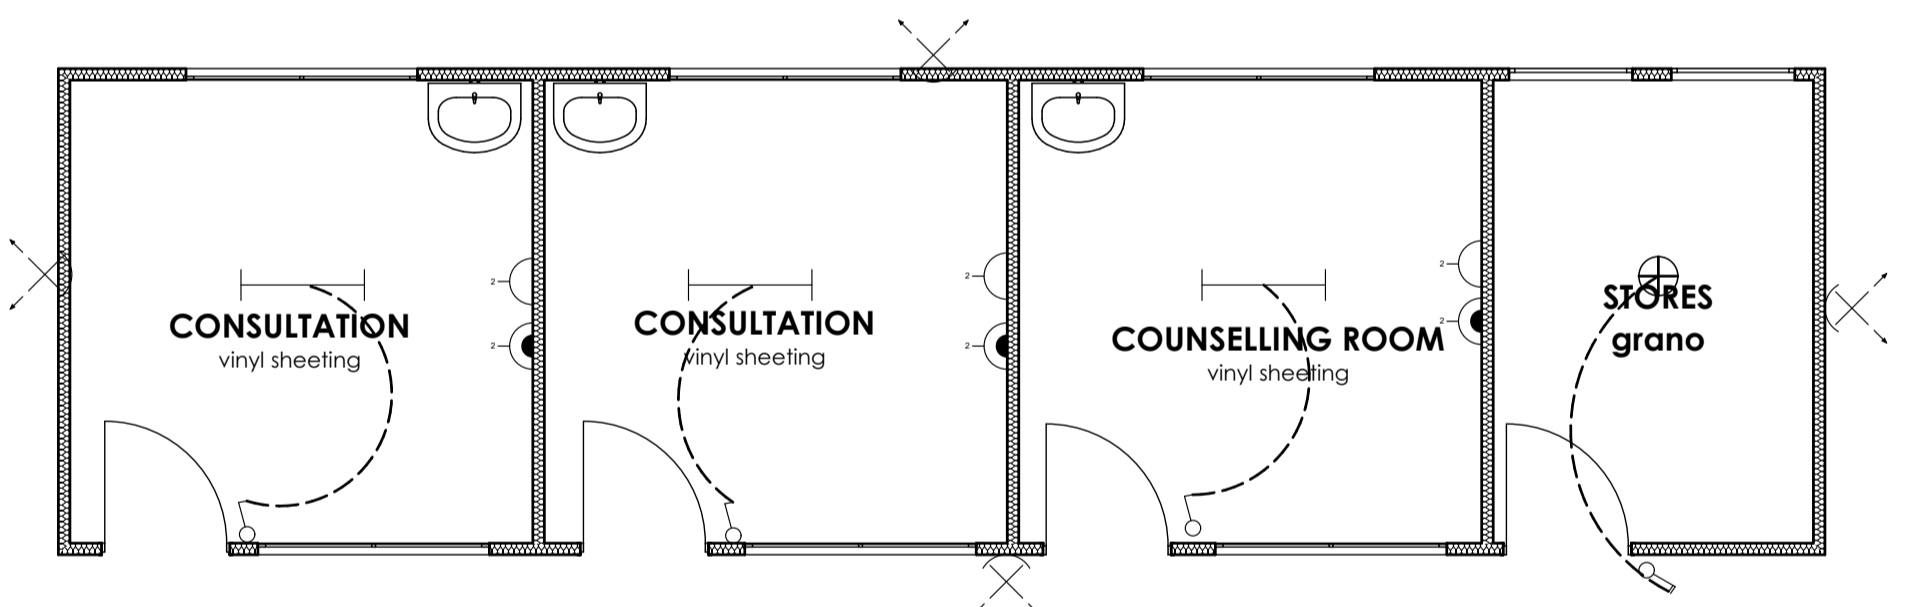 CONSULTATION
vinyl sheeting
2
2
CONSULTATION
vinyl sheeting
2
2
COUNSELLING ROOM
vinyl sheeting
2
2
STORES
grano